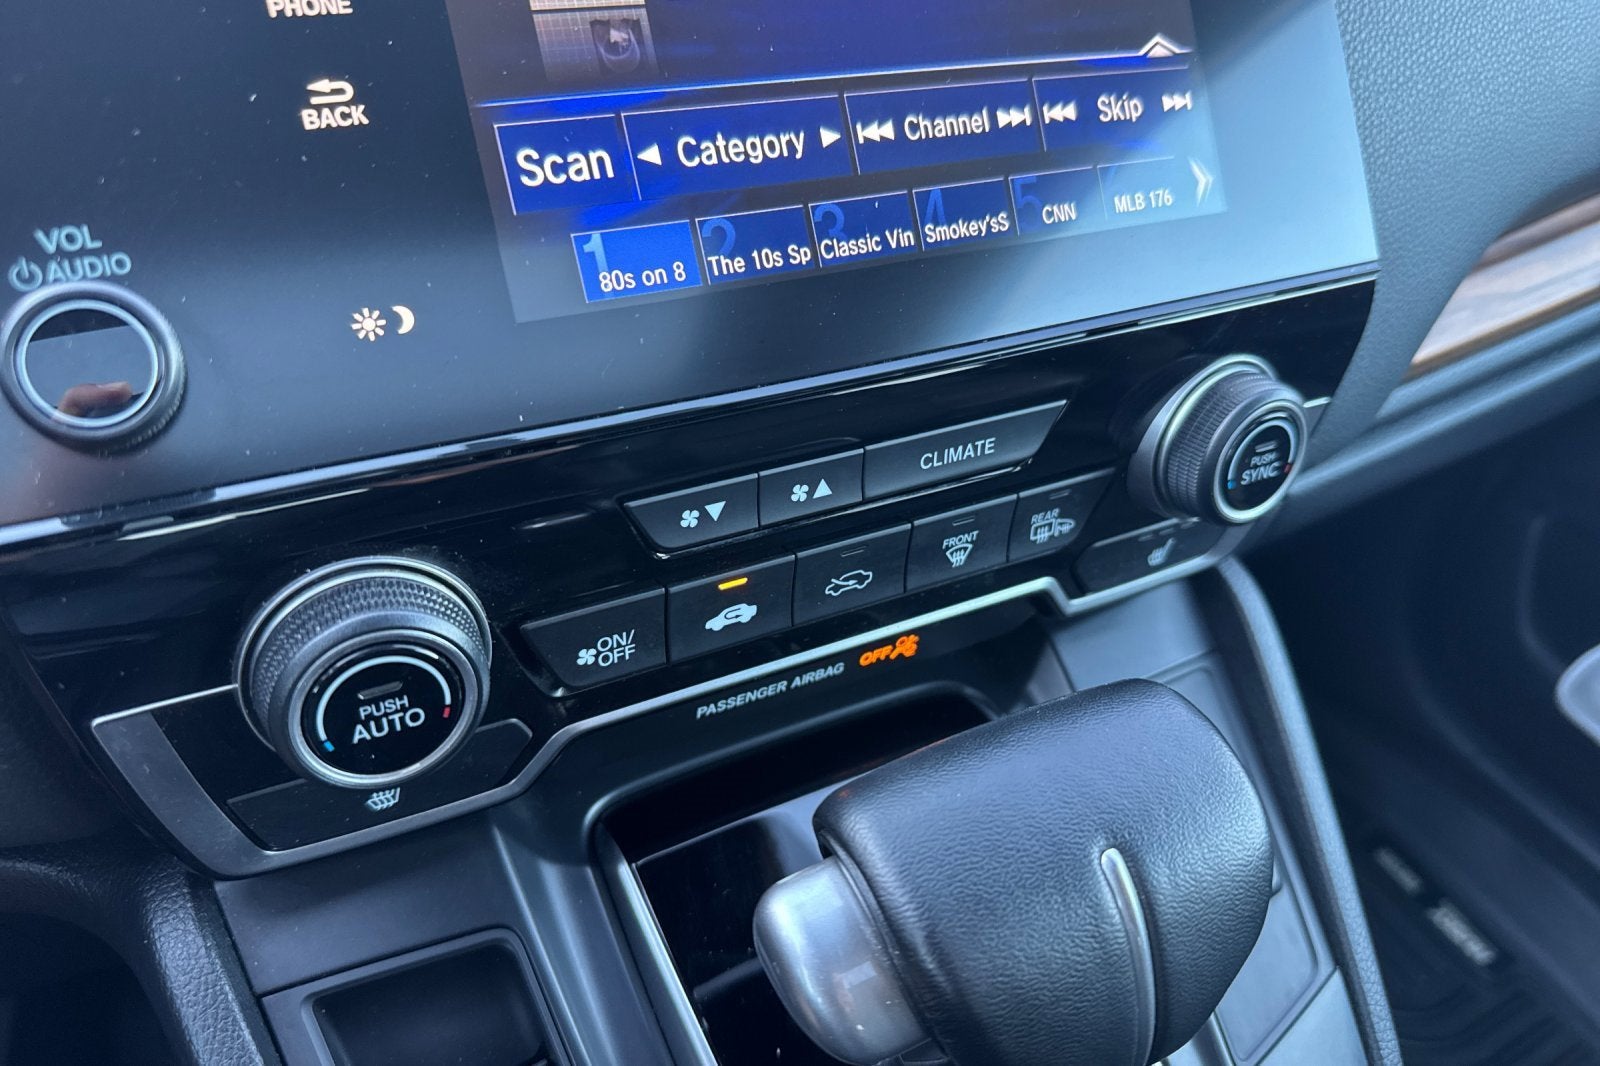 PHONE
BACK
Scan
Category
Channel
Skip
1
80s on 8
2
The 10s Sp
3
Classic Vin
4
Smokey'sS
5
CNN
MLB 176
VOL
AUDIO
CLIMATE
PUSH
SYNC
FRONT
REAR
ON/
OFF
PUSH
AUTO
PASSENGER AIRBAG OFF